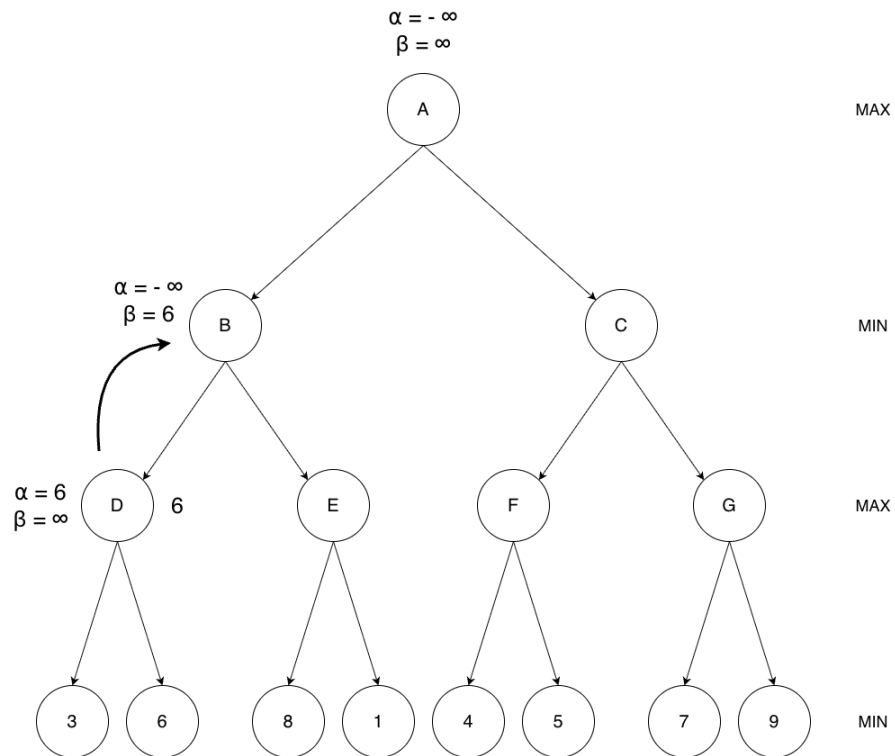 α = - ∞
β = ∞
A
MAX
α = - ∞
β = 6
B
C
MIN
α = 6
β = ∞
D
6
E
F
G
MAX
3
6
8
1
4
5
7
9
MIN